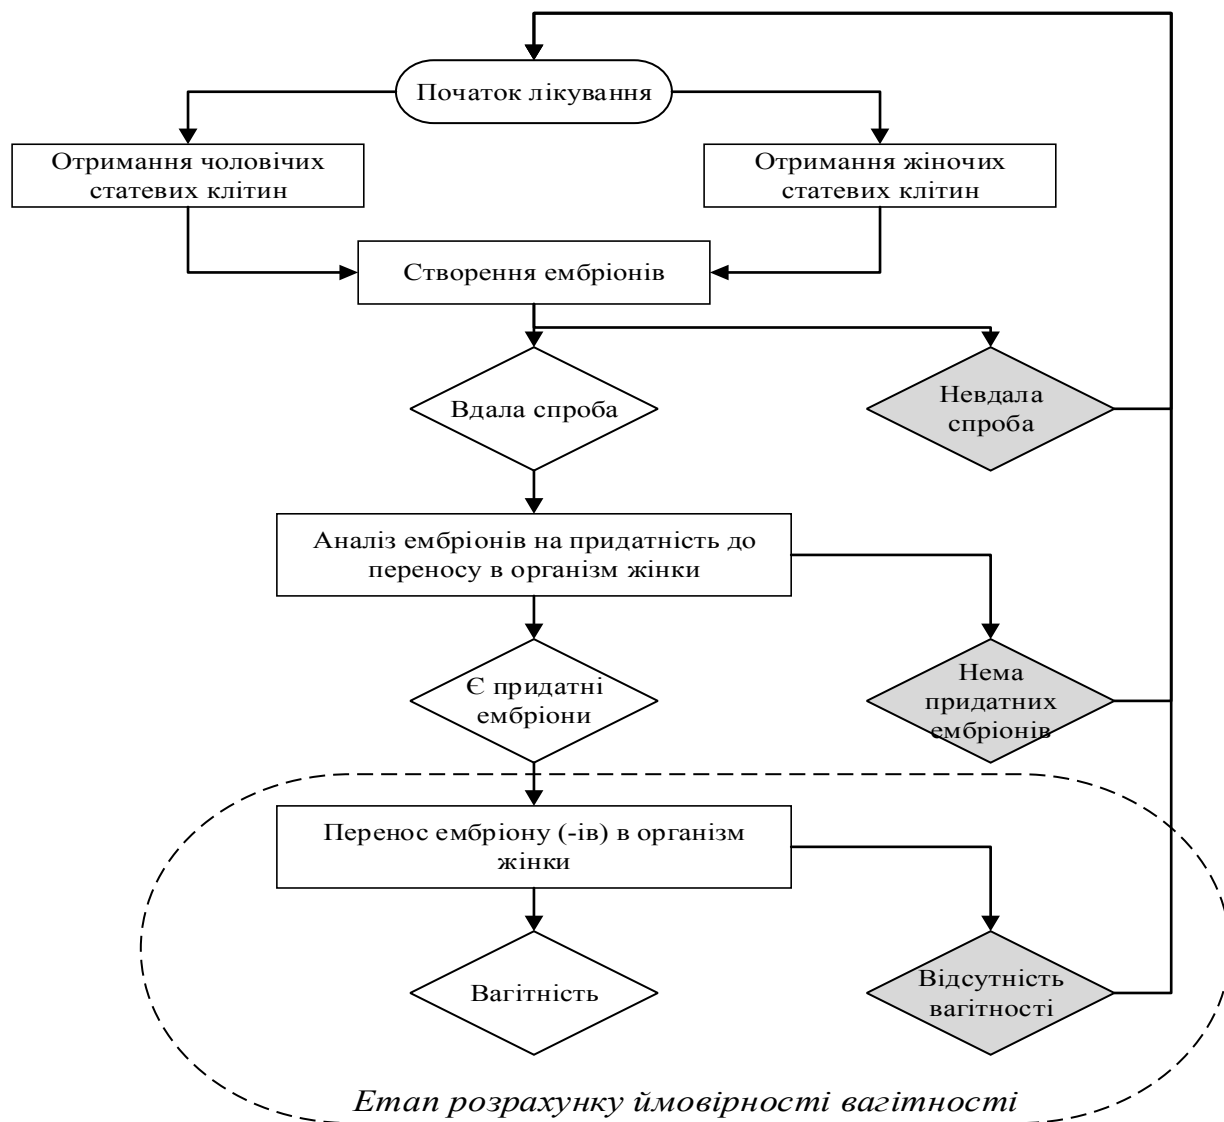 Початок лікування
Отримання чоловічих
статевих клітин
Отримання жіночих
статевих клітин
Створення ембріонів
Вдала спроба
Невдала
спроба
Аналіз ембріонів на придатність до
переносу в організм жінки
Є придатні
ембріони
Нема
придатних
ембріонів
Перенос ембріону (-ів) в організм
жінки
Вагітність
Відсутність
вагітності
Етап розрахунку ймовірності вагітності